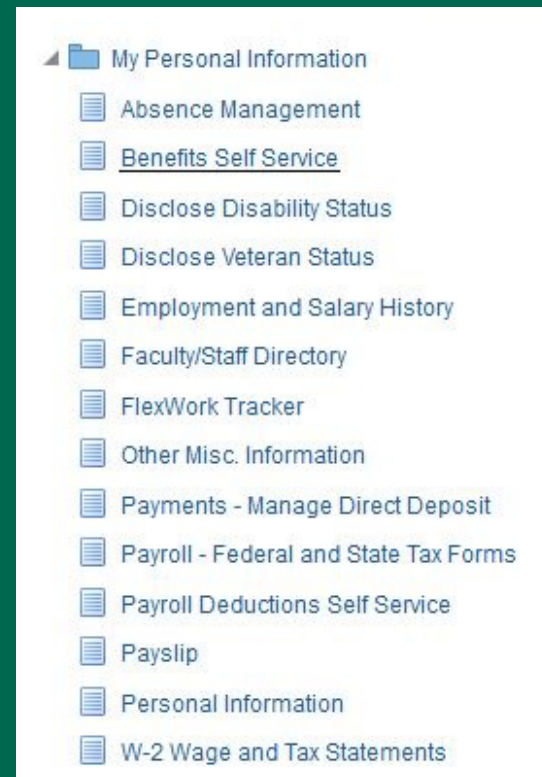 My Personal Information
Absence Management
Benefits Self Service
Disclose Disability Status
Disclose Veteran Status
Employment and Salary History
Faculty/Staff Directory
FlexWork Tracker
Other Misc. Information
Payments - Manage Direct Deposit
Payroll - Federal and State Tax Forms
Payroll Deductions Self Service
Payslip
Personal Information
W-2 Wage and Tax Statements